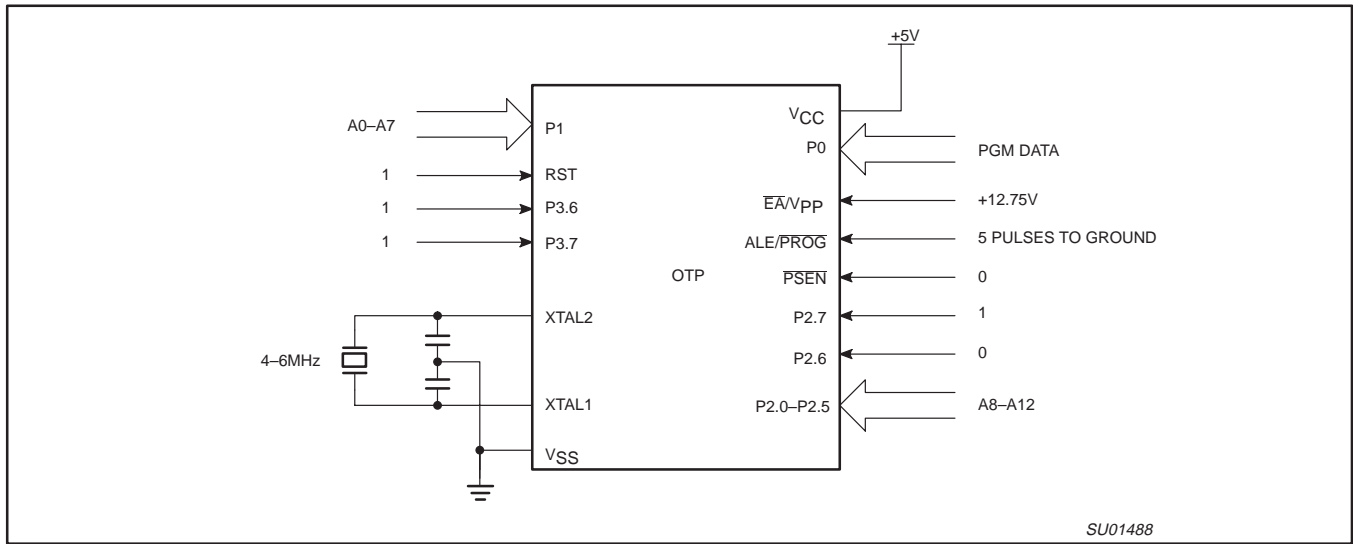 +5V
A0–A7
P1
VCC
P0
PGM DATA
1
RST
1
P3.6
EA/VPP
+12.75V
1
P3.7
ALE/PROG
5 PULSES TO GROUND
OTP
PSEN
0
XTAL2
P2.7
1
4–6MHz
P2.6
0
XTAL1
P2.0–P2.5
A8–A12
VSS
SU01488